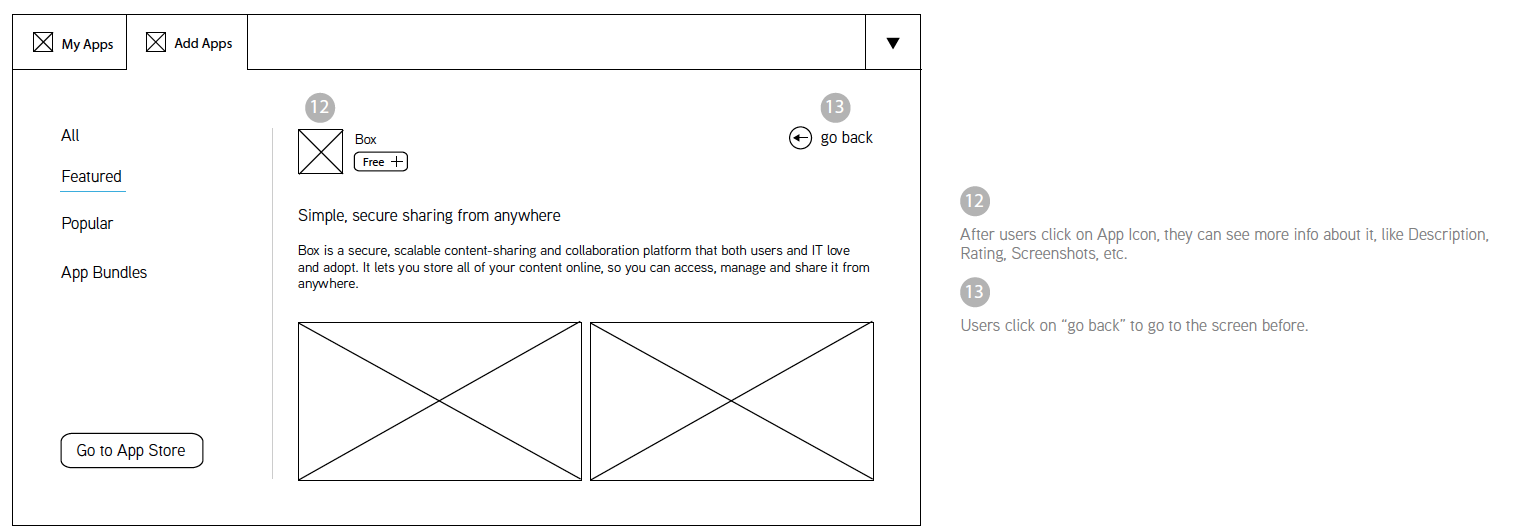 My Apps
Add Apps
▼
12
13
Box
Free +
go back
All
Featured
Popular
App Bundles
Go to App Store
Simple, secure sharing from anywhere
Box is a secure, scalable content-sharing and collaboration platform that both users and IT love
and adopt. It lets you store all of your content online, so you can access, manage and share it from
anywhere.
12
After users click on App Icon, they can see more info about it, like Description,
Rating, Screenshots, etc.
13
Users click on “go back” to go to the screen before.